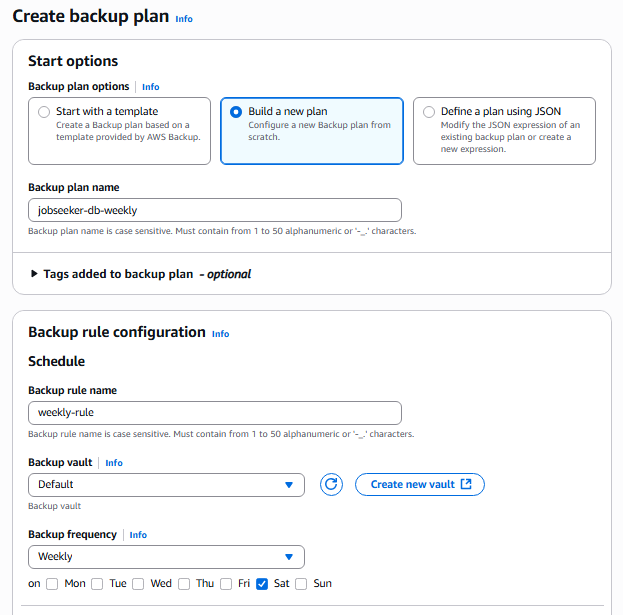 Create backup plan Info
Start options
Backup plan options Info
Start with a template
Create a Backup plan based on a
template provided by AWS Backup.
Build a new plan
Configure a new Backup plan from
scratch.
Define a plan using JSON
Modify the JSON expression of an
existing backup plan or create a
new expression.
Backup plan name
jobseeker-db-weekly
Backup plan name is case sensitive. Must contain from 1 to 50 alphanumeric or '-_.' characters.
Tags added to backup plan - optional
Backup rule configuration Info
Schedule
Backup rule name
weekly-rule
Backup rule name is case sensitive. Must contain from 1 to 50 alphanumeric or '-_.' characters.
Backup vault Info
Default
Create new vault
Backup vault
Backup frequency Info
Weekly
on Mon Tue Wed Thu Fri Sat Sun